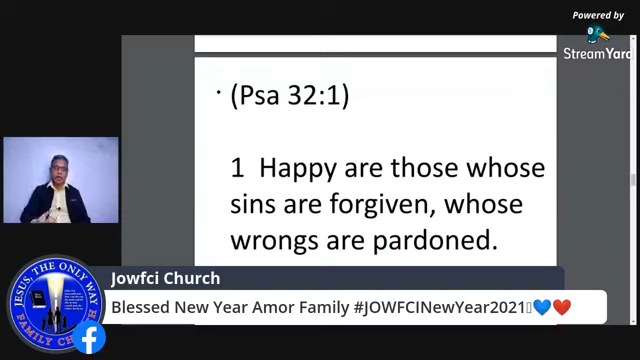 Powered by
StreamYard
• (Psa 32:1)
1 Happy are those whose
sins are forgiven, whose
wrongs are pardoned.
Jowfci Church
Blessed New Year Amor Family #JOWFCINewYear2021💙❤️
JESUS, THE ONLY WAY
FAMILY CHURCH